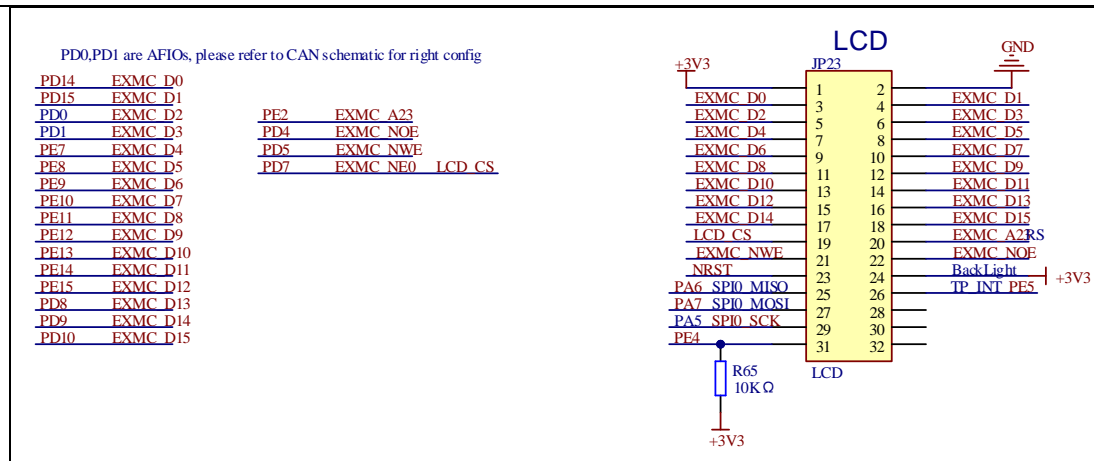 LCD
PD0,PD1 are AFIOs, please refer to CAN schematic for right config
GND
+3V3
JP23
PD14 EXMC_D0
PD15 EXMC_D1
PD0 EXMC_D2
PD1 EXMC_D3
PE7 EXMC_D4
PE8 EXMC_D5
PE9 EXMC_D6
PE10 EXMC_D7
PE11 EXMC_D8
PE12 EXMC_D9
PE13 EXMC_D10
PE14 EXMC_D11
PE15 EXMC_D12
PD8 EXMC_D13
PD9 EXMC_D14
PD10 EXMC_D15
PE2 EXMC_A23
PD4 EXMC_NOE
PD5 EXMC_NWE
PD7 EXMC_NE0 LCD_CS
1 2
EXMC_D0 3 4 EXMC_D1
EXMC_D2 5 6 EXMC_D3
EXMC_D4 7 8 EXMC_D5
EXMC_D6 9 10 EXMC_D7
EXMC_D8 11 12 EXMC_D9
EXMC_D10 13 14 EXMC_D11
EXMC_D12 15 16 EXMC_D13
EXMC_D14 17 18 EXMC_D15
LCD_CS 19 20 EXMC_A23 RS
EXMC_NWE 21 22 EXMC_NOE
NRST 23 24 BackLight +3V3
PA6 SPI0_MISO 25 26 TP_INT PE5
PA7 SPI0_MOSI 27 28
PA5 SPI0_SCK 29 30
PE4 31 32
LCD
R65
10KΩ
+3V3